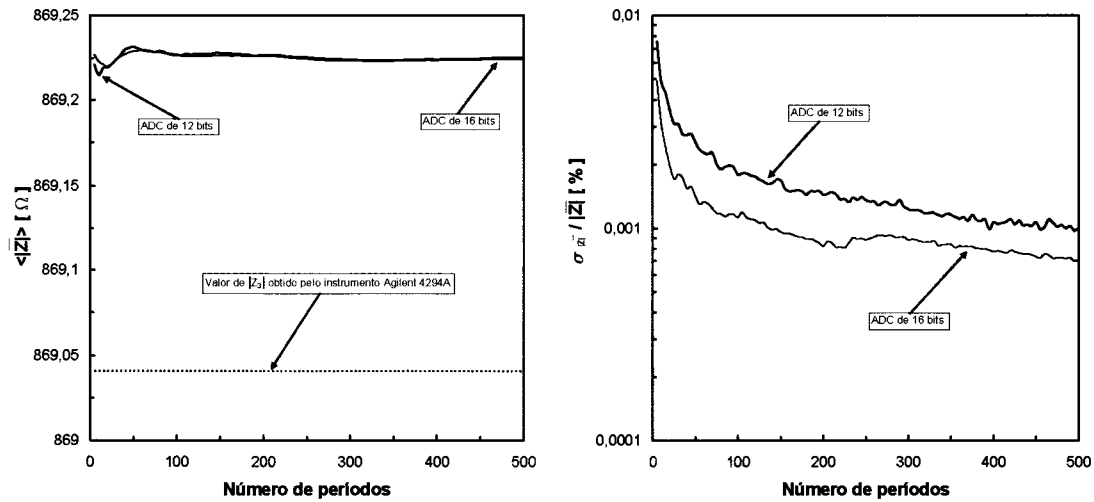 869,25
869,2
869,15
869,1
869,05
869
<|Z|> [ Ω ]
ADC de 12 bits
ADC de 16 bits
Valor de |Z₃| obtido pelo instrumento Agilent 4294A
0
100
200
300
400
500
Número de períodos
0,01
0,001
0,0001
σ|Z| / |Z| [ % ]
ADC de 12 bits
ADC de 16 bits
0
100
200
300
400
500
Número de períodos